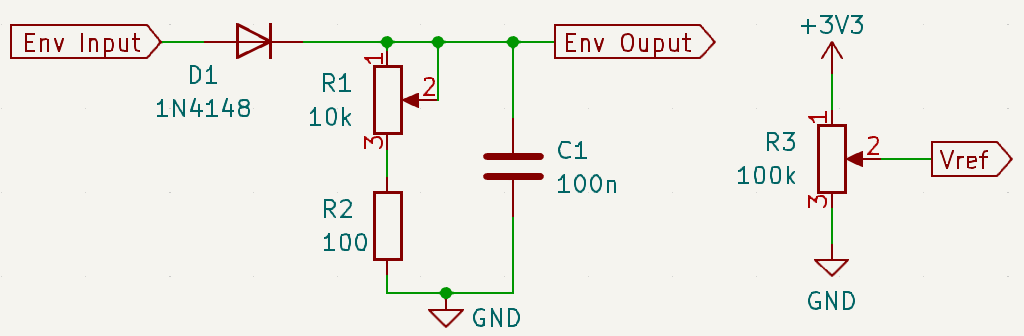 Env Input
D1
1N4148
R1
10k
1
2
3
R2
100
C1
100n
GND
Env Ouput
+3V3
R3
100k
1
2
3
Vref
GND